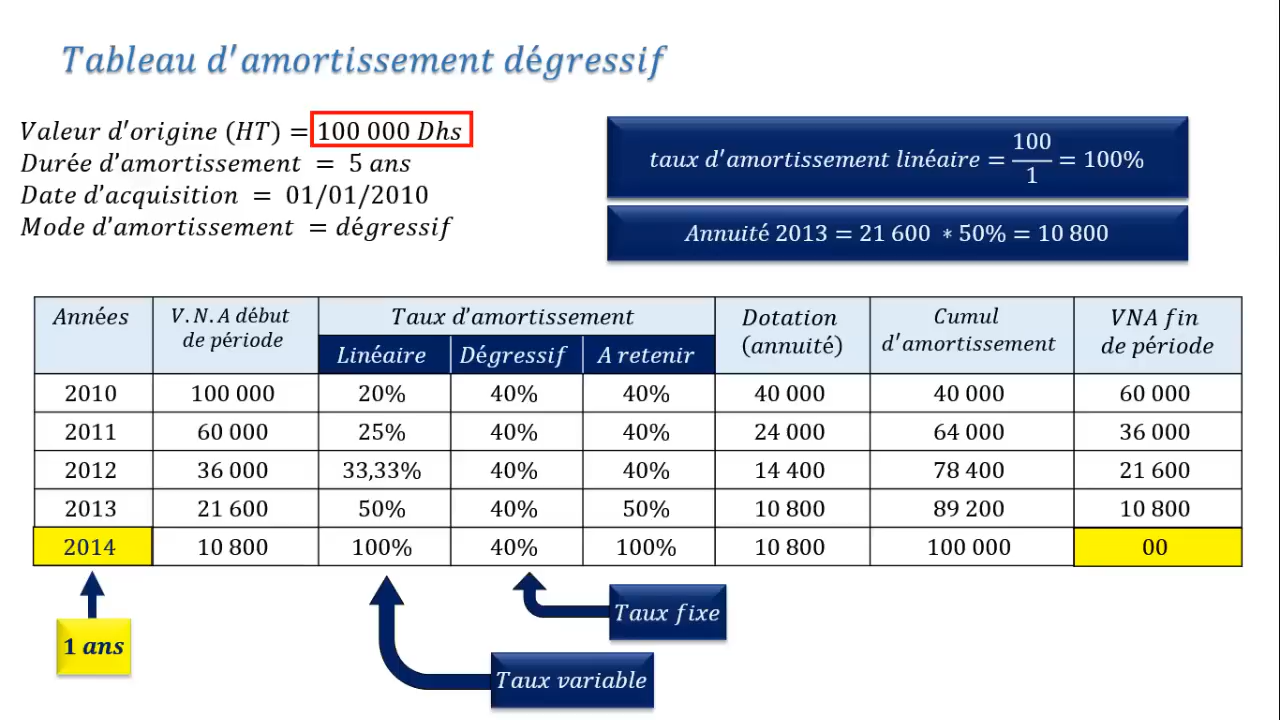 Tableau d'amortissement dégressif
Valeur d'origine (HT) = 100 000 Dhs
Durée d'amortissement = 5 ans
Date d'acquisition = 01/01/2010
Mode d'amortissement = dégressif
taux d'amortissement linéaire = 100/1 = 100%
Annuité 2013 = 21 600 * 50% = 10 800
Années V.N.A début de période Taux d'amortissement Dotation (annuité) Cumul d'amortissement VNA fin de période
Linéaire Dégressif A retenir
2010 100 000 20% 40% 40% 40 000 40 000 60 000
2011 60 000 25% 40% 40% 24 000 64 000 36 000
2012 36 000 33,33% 40% 40% 14 400 78 400 21 600
2013 21 600 50% 40% 50% 10 800 89 200 10 800
2014 10 800 100% 40% 100% 10 800 100 000 00
Taux fixe
1 ans
Taux variable